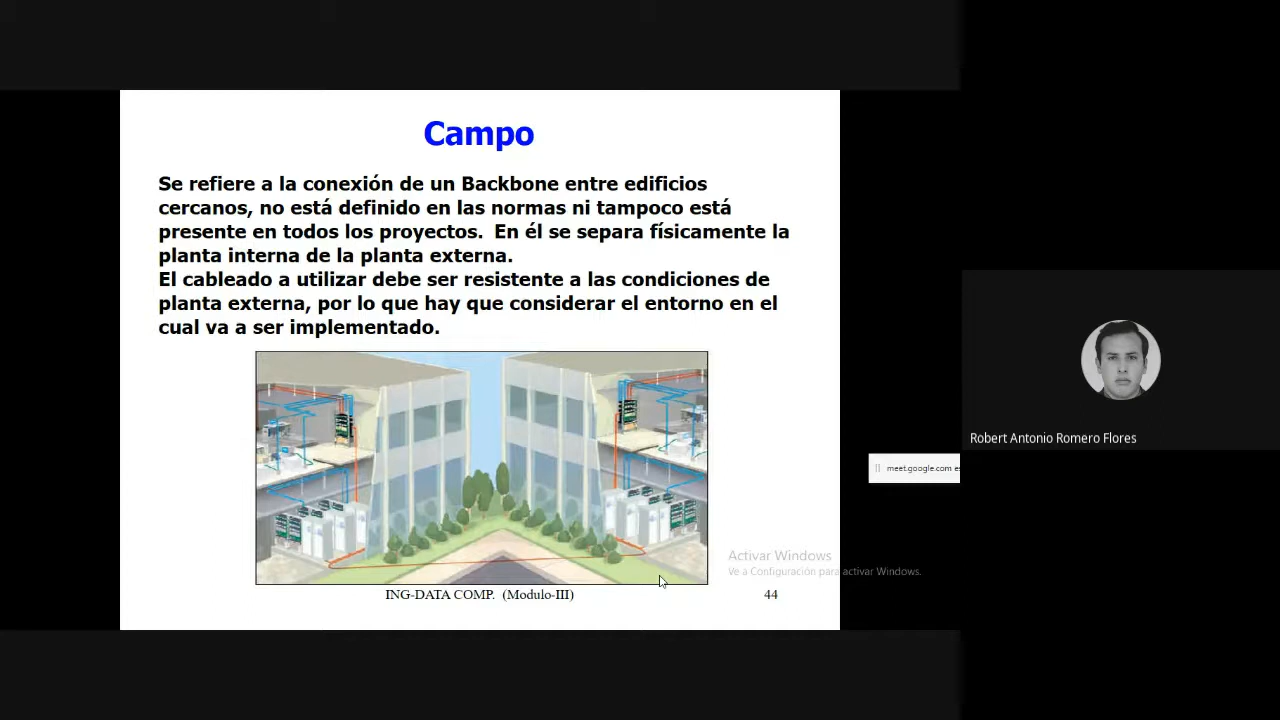 Campo
Se refiere a la conexión de un Backbone entre edificios
cercanos, no está definido en las normas ni tampoco está
presente en todos los proyectos. En él se separa físicamente la
planta interna de la planta externa.
El cableado a utilizar debe ser resistente a las condiciones de
planta externa, por lo que hay que considerar el entorno en el
cual va a ser implementado.
Robert Antonio Romero Flores
meet.google.com
Activar Windows
Ve a Configuración para activar Windows.
ING-DATA COMP. (Modulo-III)
44